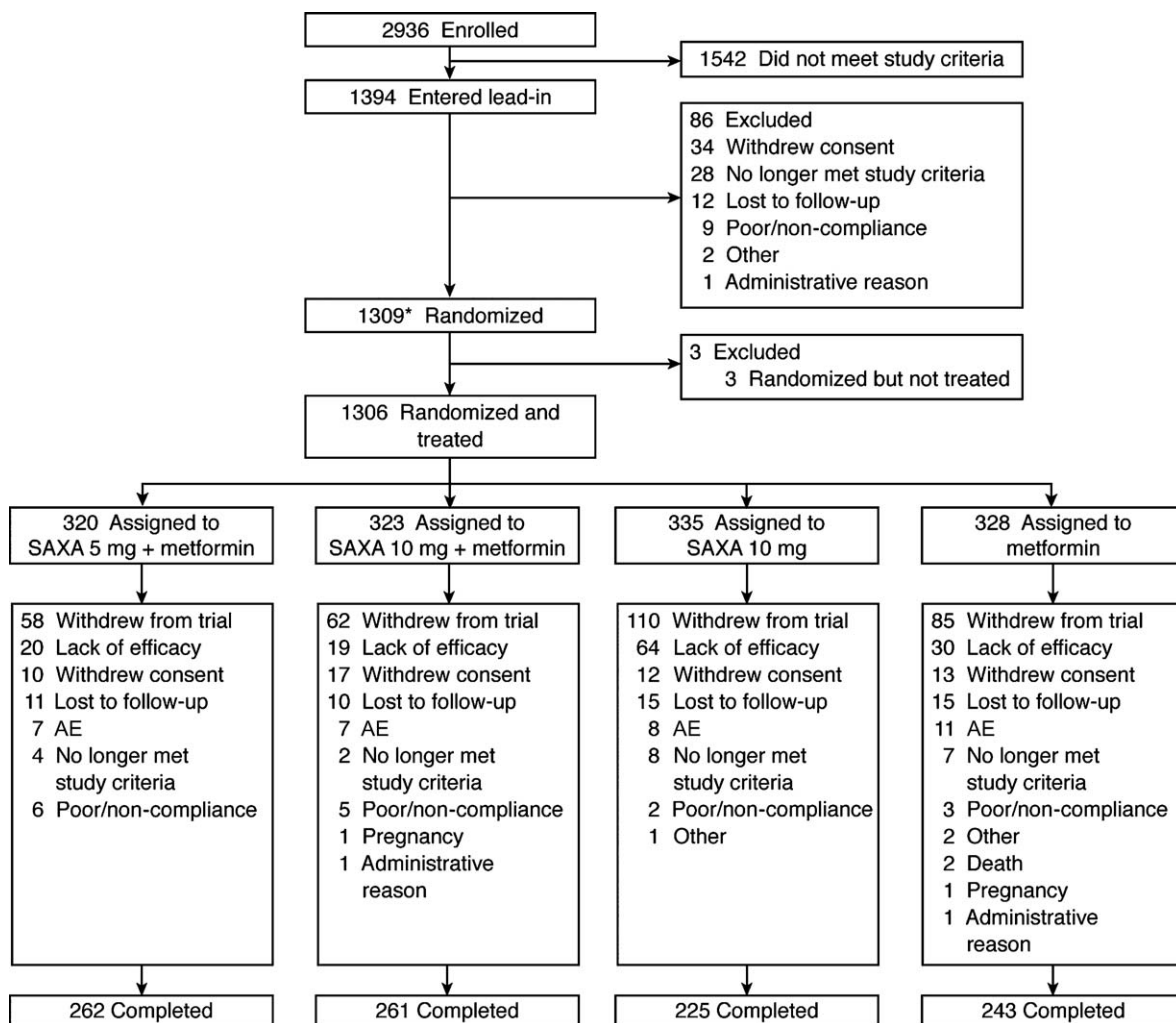 2936 Enrolled
1542 Did not meet study criteria
1394 Entered lead-in
86 Excluded
34 Withdrew consent
28 No longer met study criteria
12 Lost to follow-up
9 Poor/non-compliance
2 Other
1 Administrative reason
1309* Randomized
3 Excluded
3 Randomized but not treated
1306 Randomized and
treated
320 Assigned to
SAXA 5 mg + metformin
323 Assigned to
SAXA 10 mg + metformin
335 Assigned to
SAXA 10 mg
328 Assigned to
metformin
58 Withdrew from trial
20 Lack of efficacy
10 Withdrew consent
11 Lost to follow-up
7 AE
4 No longer met
study criteria
6 Poor/non-compliance
62 Withdrew from trial
19 Lack of efficacy
17 Withdrew consent
10 Lost to follow-up
7 AE
2 No longer met
study criteria
5 Poor/non-compliance
1 Pregnancy
1 Administrative
reason
110 Withdrew from trial
64 Lack of efficacy
12 Withdrew consent
15 Lost to follow-up
8 AE
8 No longer met
study criteria
2 Poor/non-compliance
1 Other
85 Withdrew from trial
30 Lack of efficacy
13 Withdrew consent
15 Lost to follow-up
11 AE
7 No longer met
study criteria
3 Poor/non-compliance
2 Other
2 Death
1 Pregnancy
1 Administrative
reason
262 Completed
261 Completed
225 Completed
243 Completed